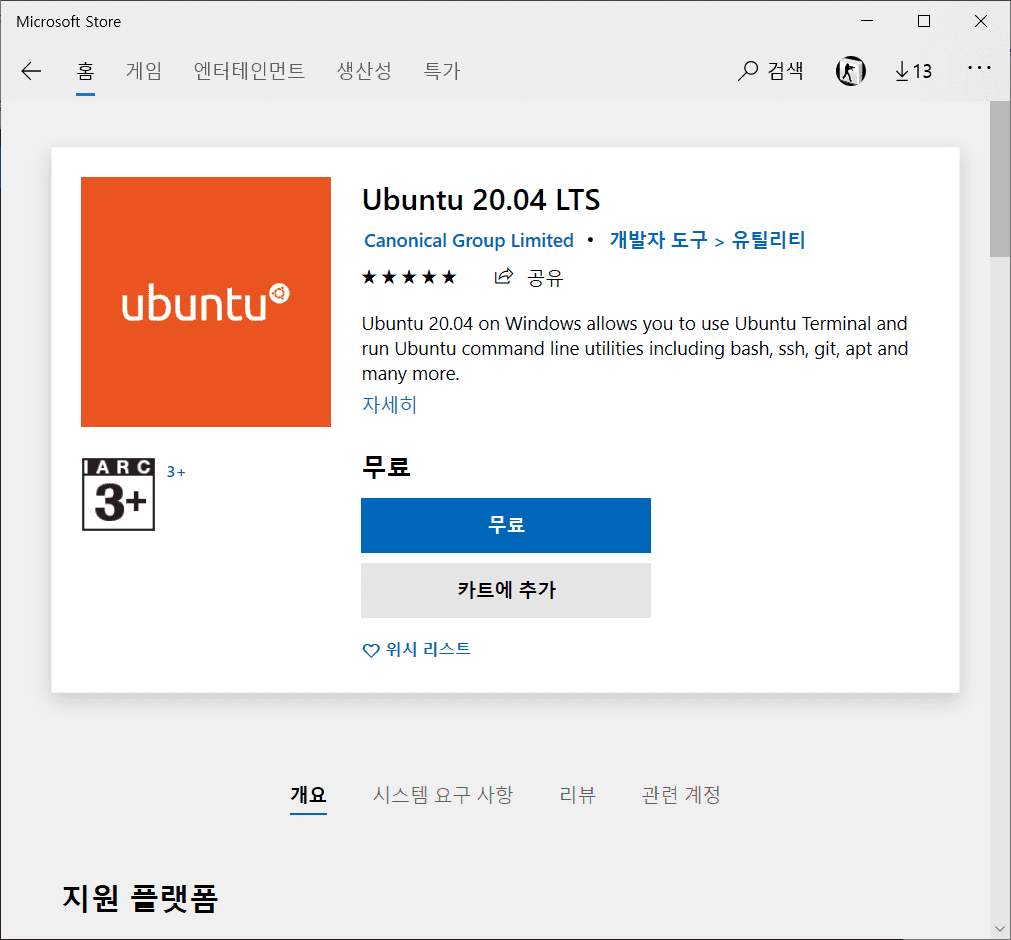 Microsoft Store
홈 게임 엔터테인먼트 생산성 특가 검색 13
ubuntu
Ubuntu 20.04 LTS
Canonical Group Limited • 개발자 도구 > 유틸리티
★★★★★ 공유
Ubuntu 20.04 on Windows allows you to use Ubuntu Terminal and
run Ubuntu command line utilities including bash, ssh, git, apt and
many more.
자세히
IARC
3+
3+
무료
무료
카트에 추가
위시 리스트
개요 시스템 요구 사항 리뷰 관련 계정
지원 플랫폼